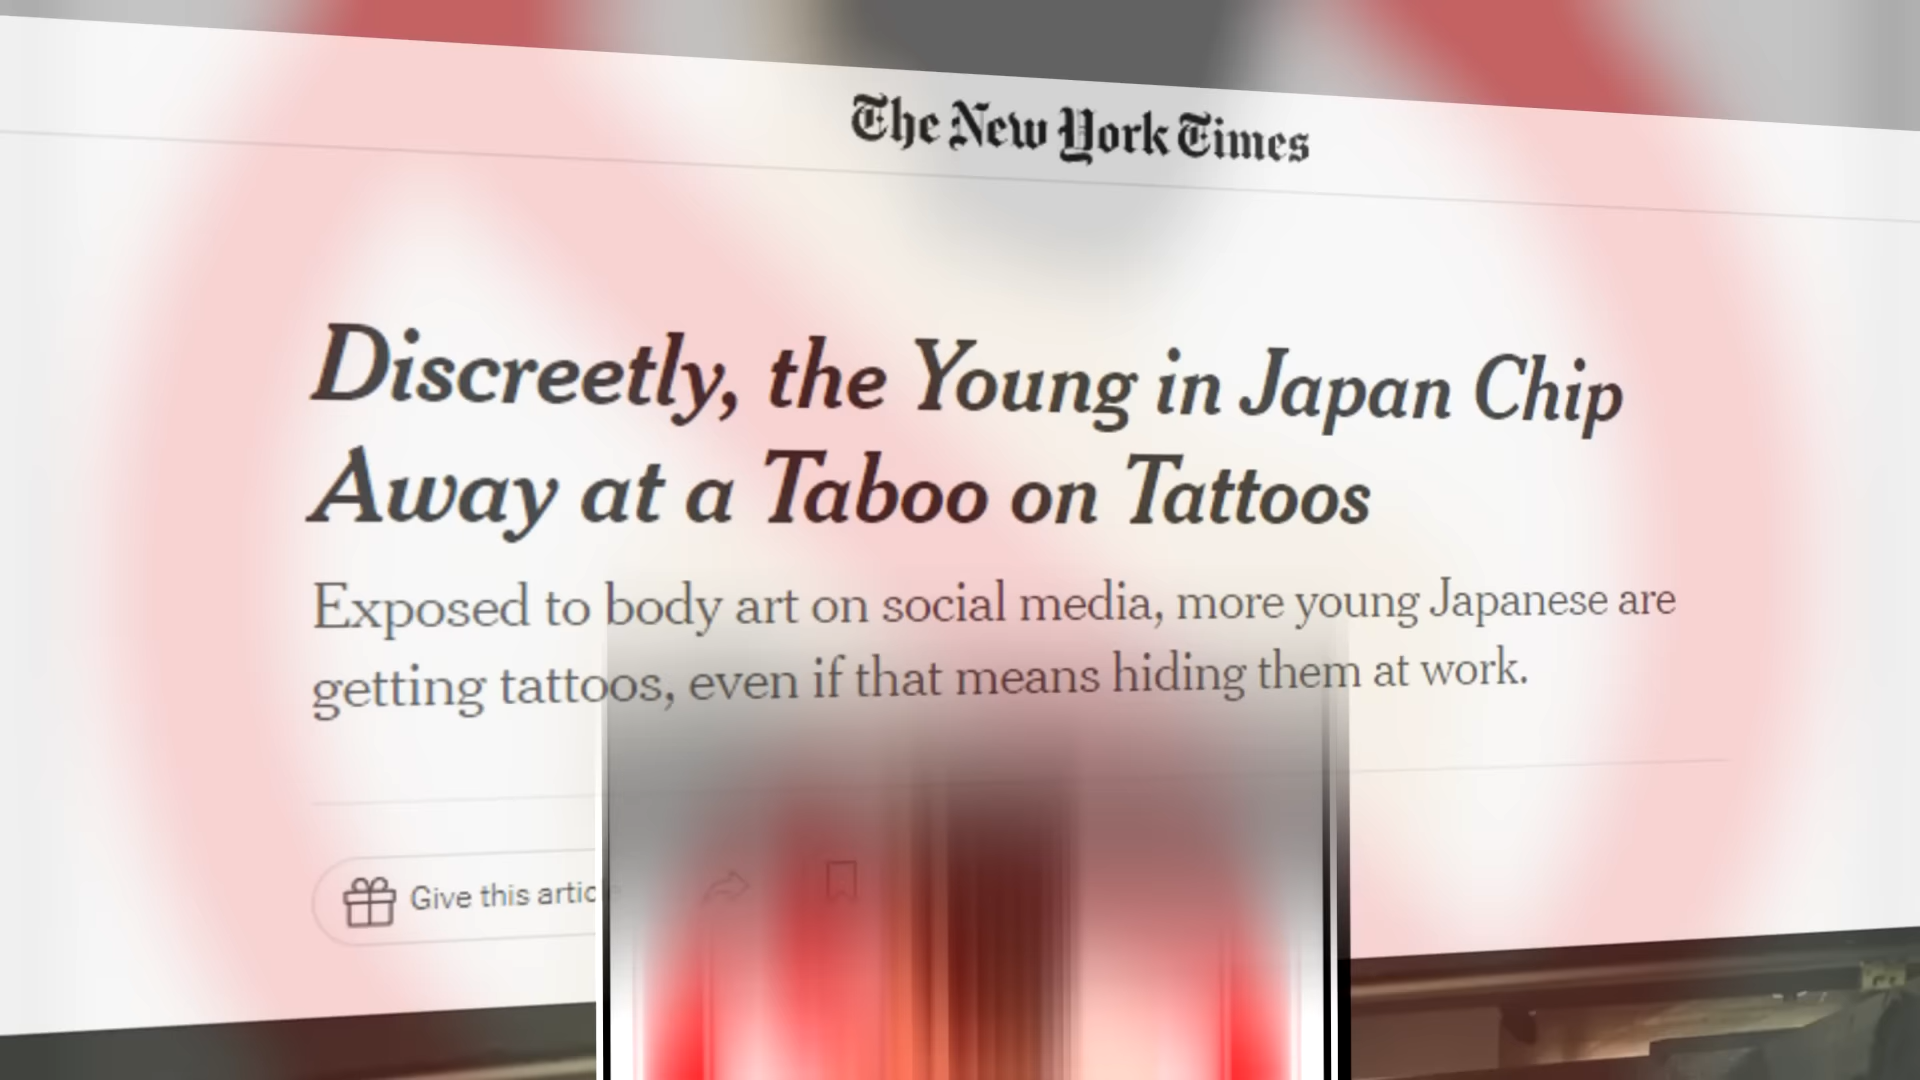 The New York Times
Discreetly, the Young in Japan Chip
Away at a Taboo on Tattoos
Exposed to body art on social media, more young Japanese are
getting tattoos, even if that means hiding them at work.
Give this article